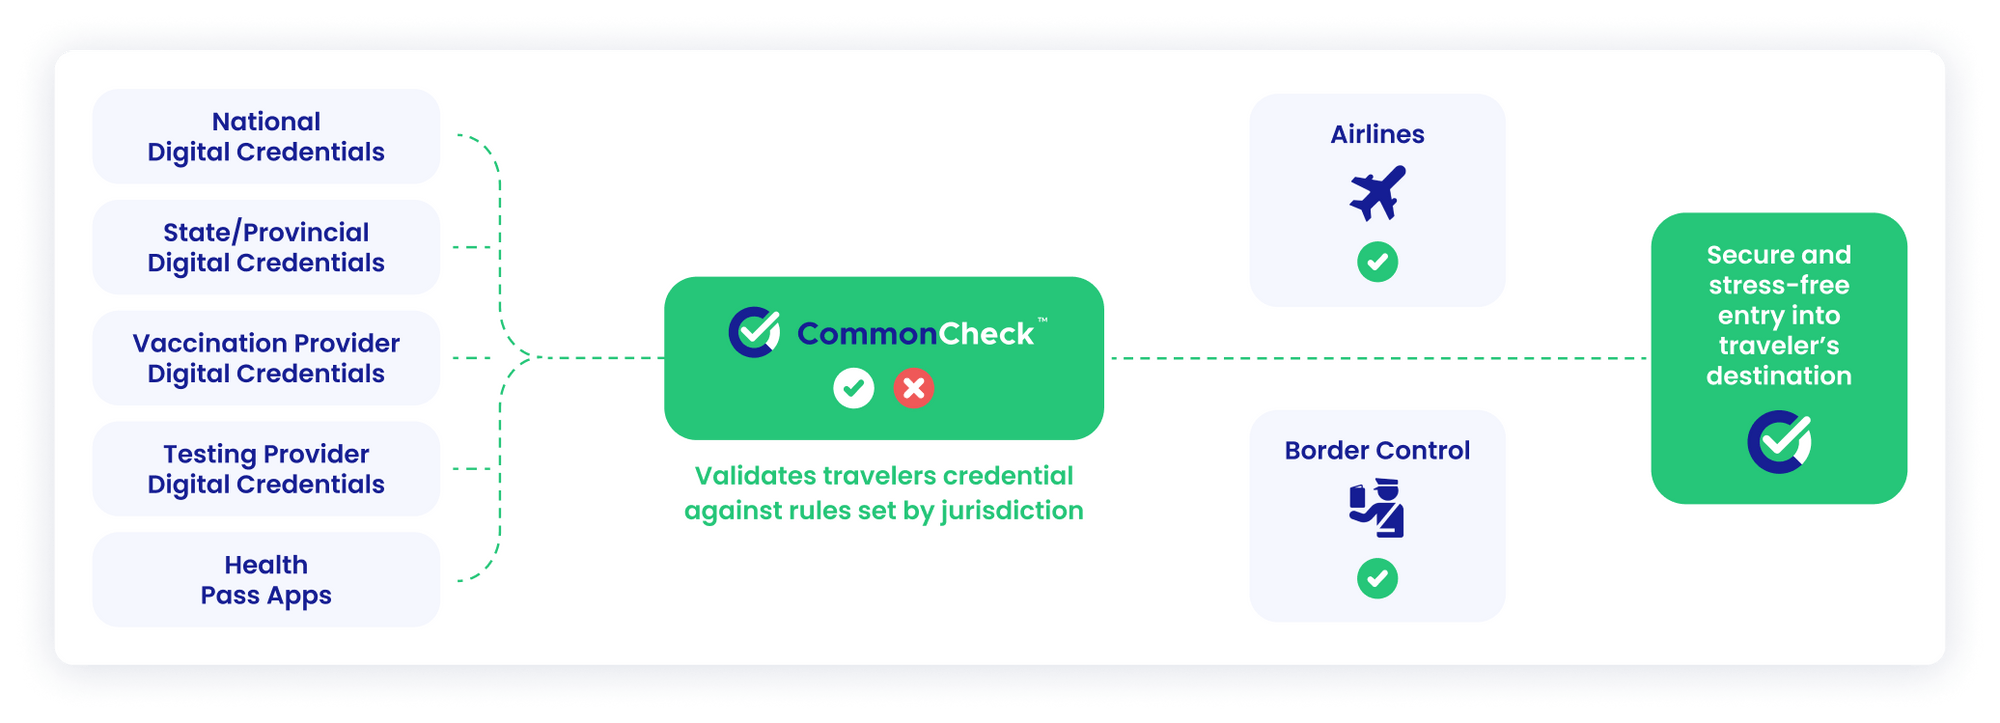 National
Digital Credentials
State/Provincial
Digital Credentials
Vaccination Provider
Digital Credentials
Testing Provider
Digital Credentials
Health
Pass Apps
CommonCheck™
Validates travelers credential
against rules set by jurisdiction
Airlines
Border Control
Secure and
stress-free
entry into
traveler’s
destination